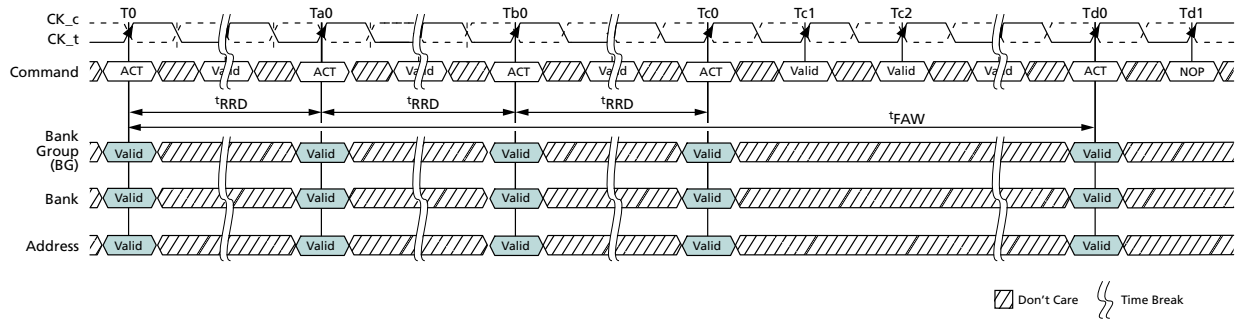 T0 Ta0 Tb0 Tc0 Tc1 Tc2 Td0 Td1
CK_c
CK_t
Command ACT Valid ACT Valid ACT Valid ACT Valid Valid Valid ACT NOP
tRRD tRRD tRRD
tFAW
Bank
Group
(BG)
Valid Valid Valid Valid Valid
Bank Valid Valid Valid Valid Valid
Address Valid Valid Valid Valid Valid
Don't Care Time Break